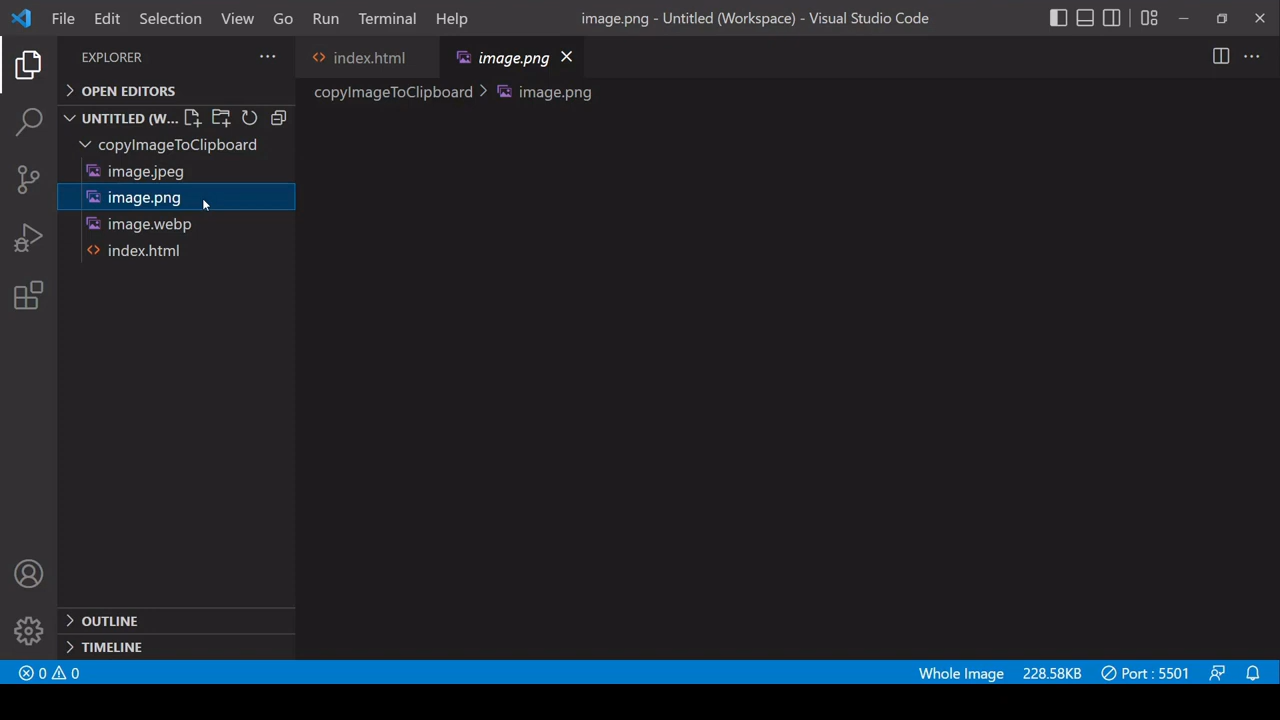 File Edit Selection View Go Run Terminal Help image.png - Untitled (Workspace) - Visual Studio Code
EXPLORER
index.html image.png
OPEN EDITORS
copyImageToClipboard image.png
UNTITLED (W...
copyImageToClipboard
image.jpeg
image.png
image.webp
index.html
OUTLINE
TIMELINE
0 0 Whole Image 228.58KB Port : 5501